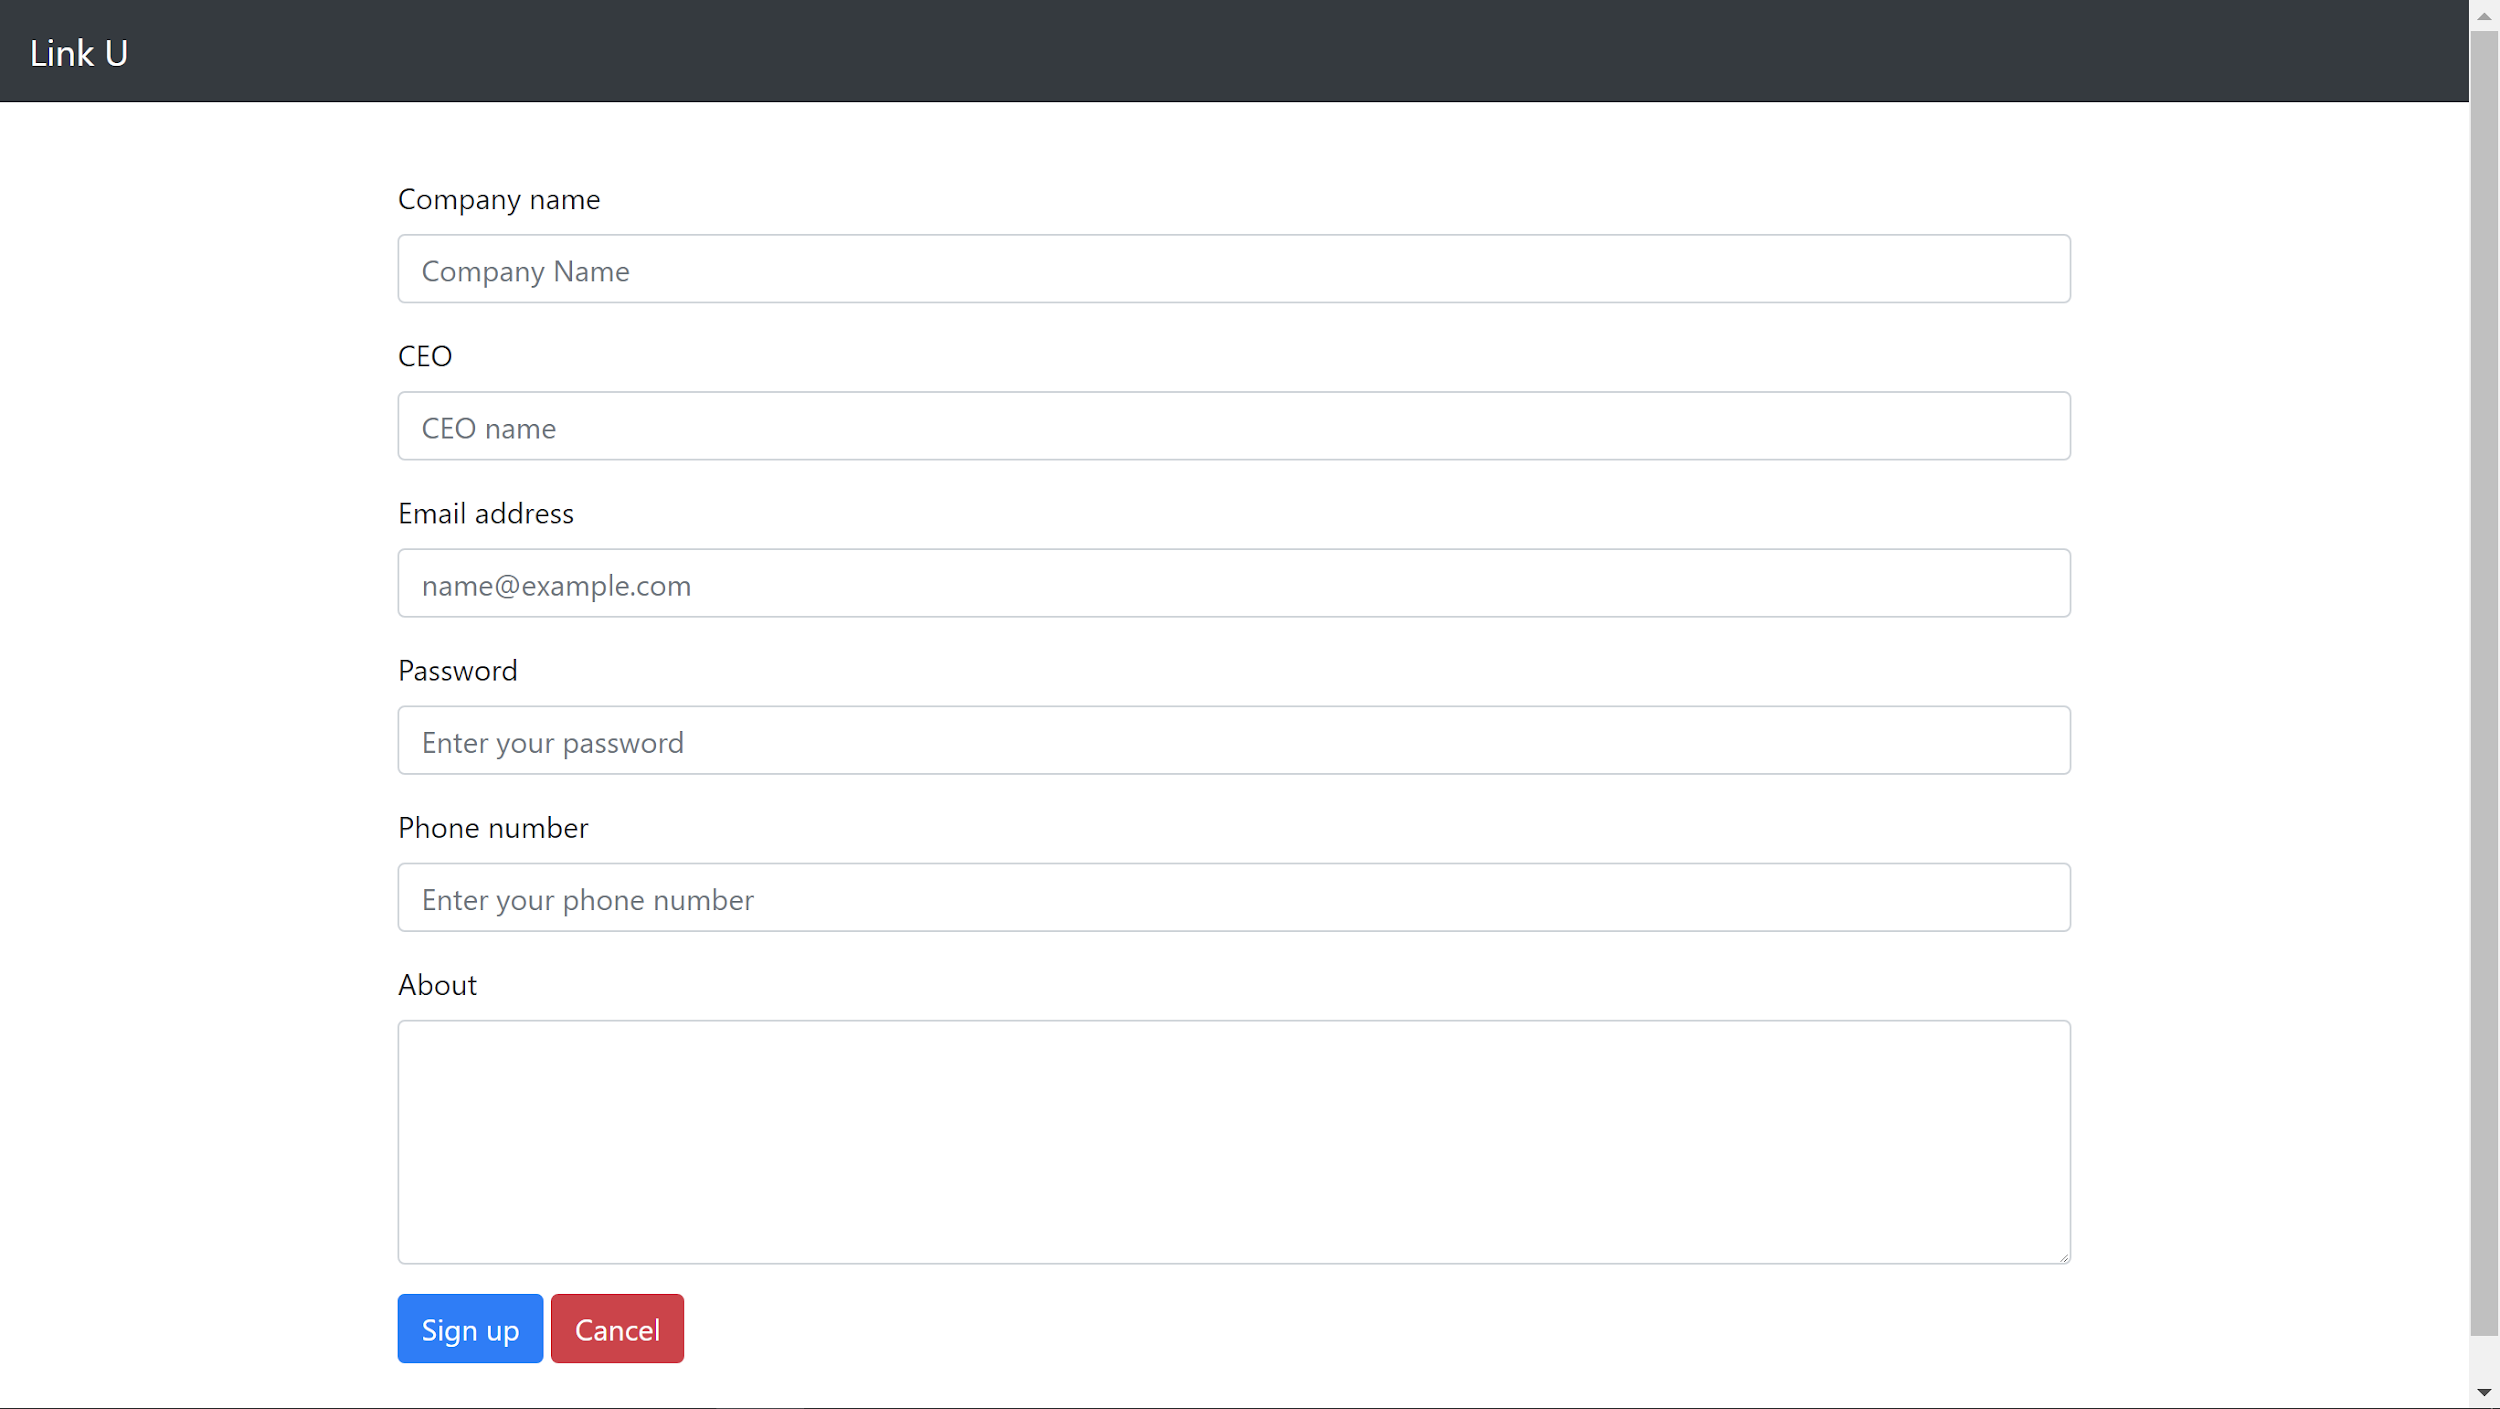 Link U
Company name
Company Name
CEO
CEO name
Email address
name@example.com
Password
Enter your password
Phone number
Enter your phone number
About
Sign up Cancel